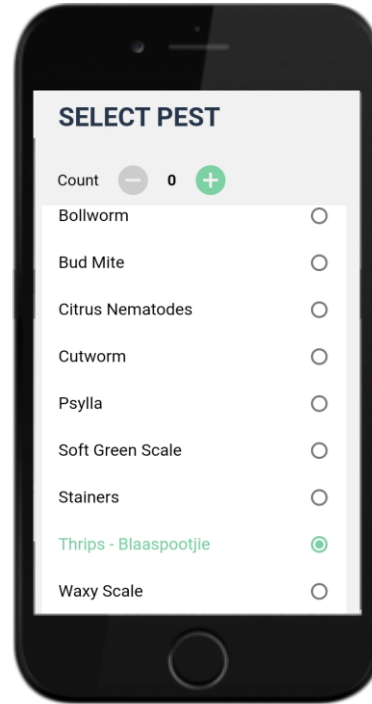 SELECT PEST
Count 0
Bollworm
Bud Mite
Citrus Nematodes
Cutworm
Psylla
Soft Green Scale
Stainers
Thrips - Blaaspootjie
Waxy Scale